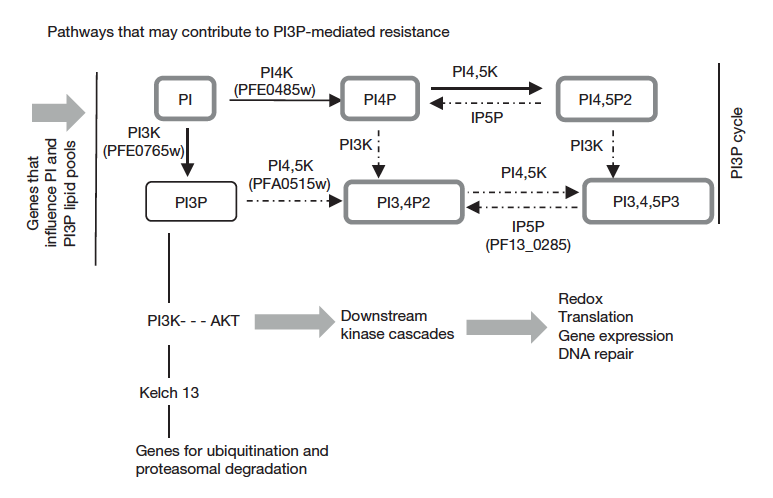 Pathways that may contribute to PI3P-mediated resistance
Genes that
influence PI and
PI3P lipid pools
PI
PI4K
(PFE0485w)
PI4P
PI4,5K
IP5P
PI4,5P2
PI3K
(PFE0765w)
PI3K
PI3K
PI3P
PI4,5K
(PFA0515w)
PI3,4P2
PI4,5K
IP5P
(PF13_0285)
PI3,4,5P3
PI3P cycle
PI3K- - - AKT
Downstream
kinase cascades
Redox
Translation
Gene expression
DNA repair
Kelch 13
Genes for ubiquitination and
proteasomal degradation